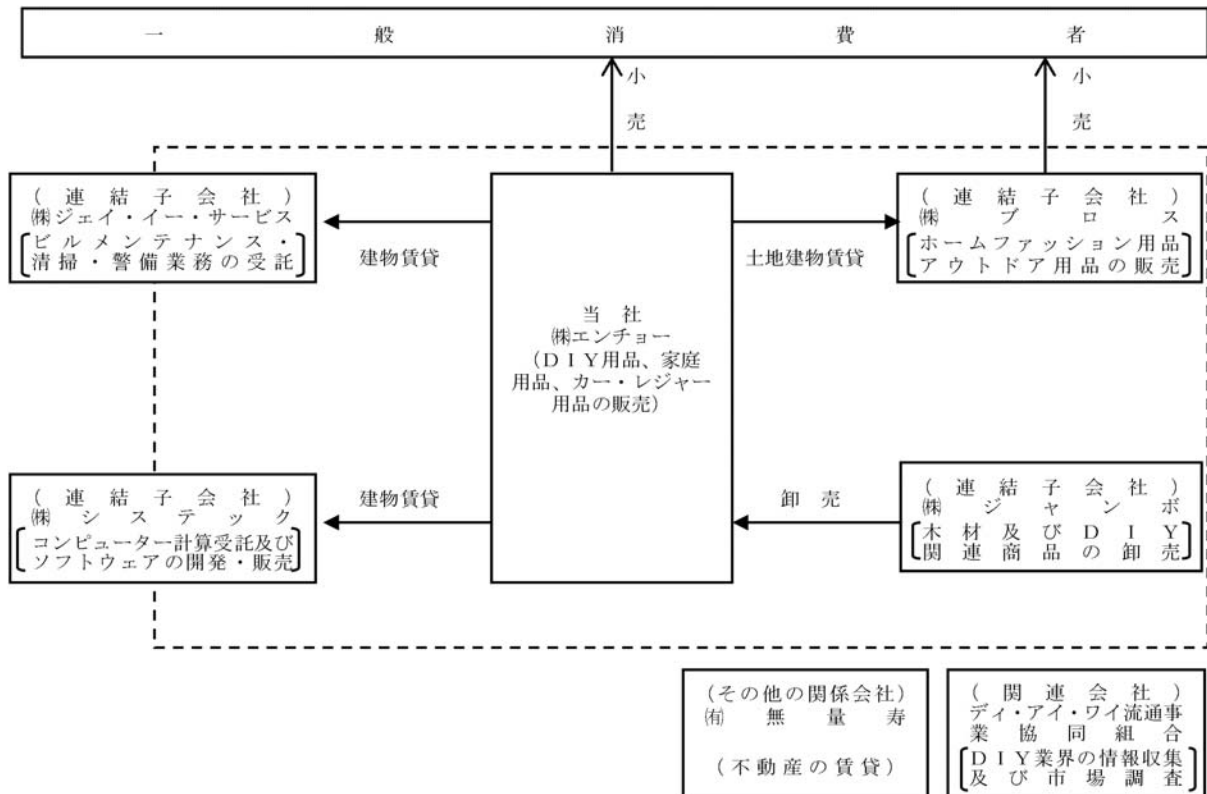 一般消費者
小売
小売
(連結子会社)
㈱ジェイ・イー・サービス
ビルメンテナンス・
清掃・警備業務の受託
建物賃貸
当社
㈱エンチョー
(DIY用品、家庭
用品、カー・レジャー
用品の販売)
土地建物賃貸
(連結子会社)
㈱ブロス
ホームファッション用品
アウトドア用品の販売
(連結子会社)
㈱システック
コンピューター計算受託及び
ソフトウェアの開発・販売
建物賃貸
卸売
(連結子会社)
㈱ジャンボ
木材及びDIY
関連商品の卸売
(その他の関係会社)
㈲無量寿
(不動産の賃貸)
(関連会社)
ディ・アイ・ワイ流通事
業協同組合
DIY業界の情報収集
及び市場調査